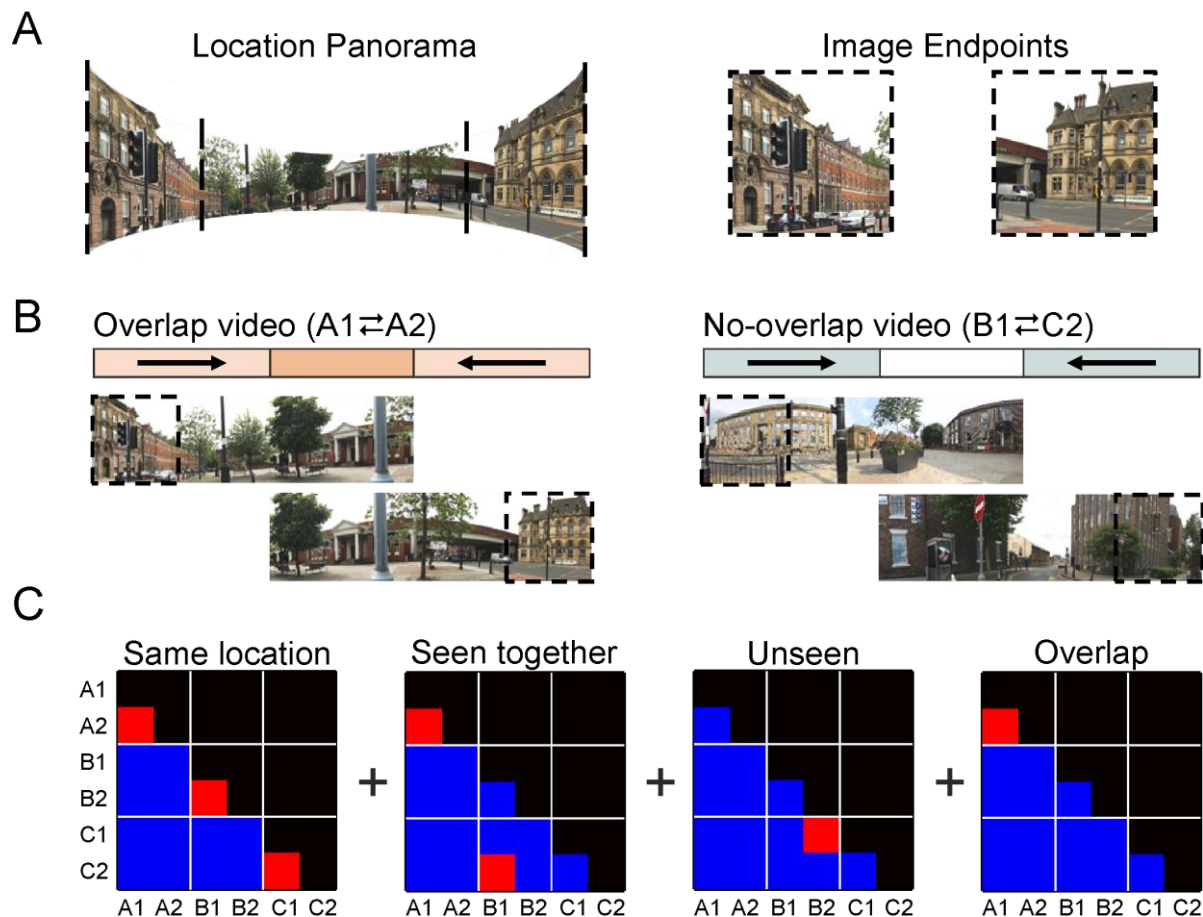 A
Location Panorama
Image Endpoints
B
Overlap video (A1⇄A2)
No-overlap video (B1⇄C2)
C
Same location
Seen together
Unseen
Overlap
A1
A2
B1
B2
C1
C2
+
+
+
A1 A2 B1 B2 C1 C2
A1 A2 B1 B2 C1 C2
A1 A2 B1 B2 C1 C2
A1 A2 B1 B2 C1 C2